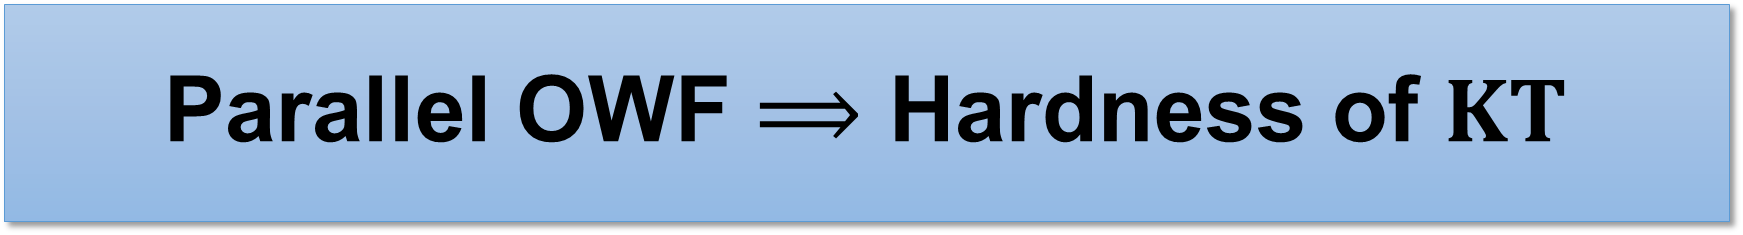 Parallel OWF ⟹ Hardness of KT